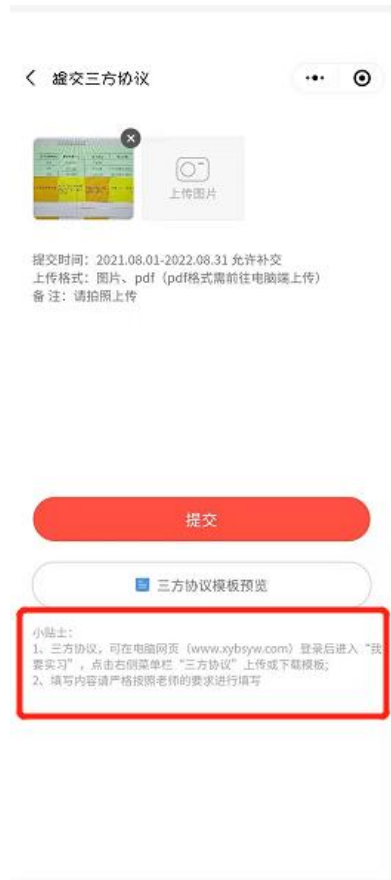 提交三方协议
上传图片
提交时间：2021.08.01-2022.08.31 允许补交
上传格式：图片、pdf（pdf格式需前往电脑端上传）
备 注：请拍照上传
提交
三方协议模板预览
小贴士：
1、三方协议，可在电脑网页（www.xybsyw.com）登录后进入“我
要实习”，点击右侧菜单栏“三方协议”上传或下载模板;
2、填写内容请严格按照老师的要求进行填写